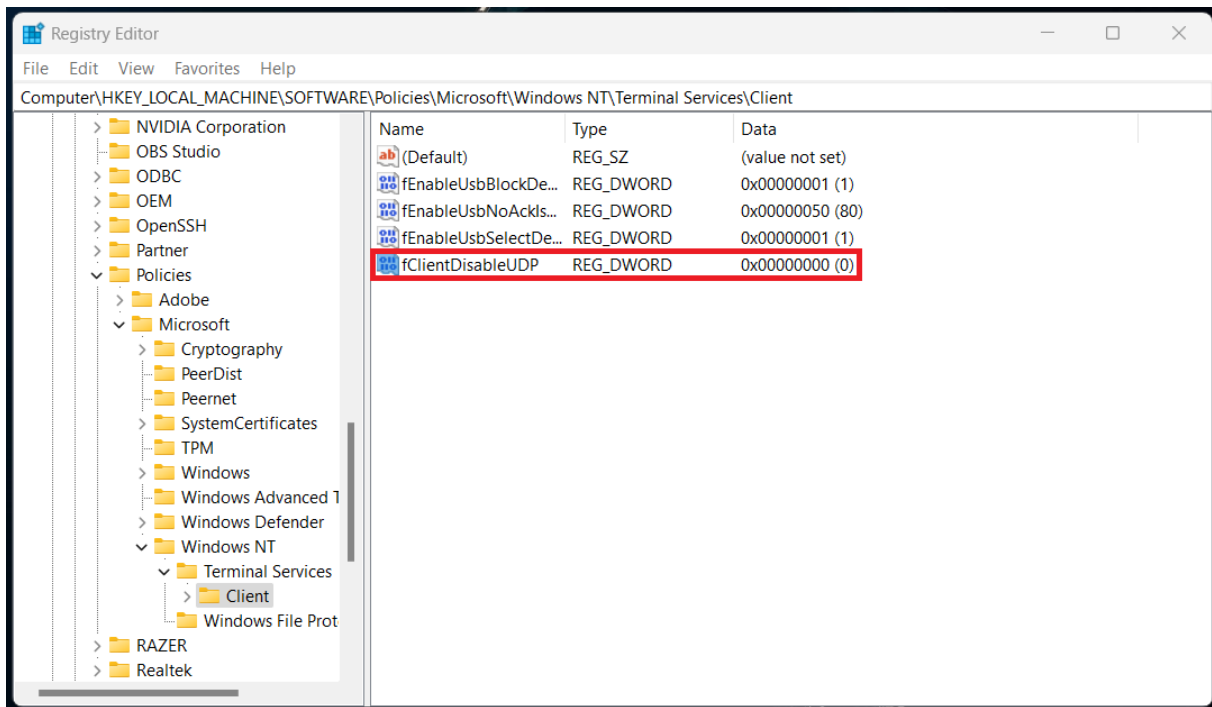 Registry Editor
File Edit View Favorites Help
Computer\HKEY_LOCAL_MACHINE\SOFTWARE\Policies\Microsoft\Windows NT\Terminal Services\Client
NVIDIA Corporation
OBS Studio
ODBC
OEM
OpenSSH
Partner
Policies
Adobe
Microsoft
Cryptography
PeerDist
Peernet
SystemCertificates
TPM
Windows
Windows Advanced T
Windows Defender
Windows NT
Terminal Services
Client
Windows File Prot
RAZER
Realtek
Name Type Data
(Default) REG_SZ (value not set)
fEnableUsbBlockDe... REG_DWORD 0x00000001 (1)
fEnableUsbNoAckIs... REG_DWORD 0x00000050 (80)
fEnableUsbSelectDe... REG_DWORD 0x00000001 (1)
fClientDisableUDP REG_DWORD 0x00000000 (0)